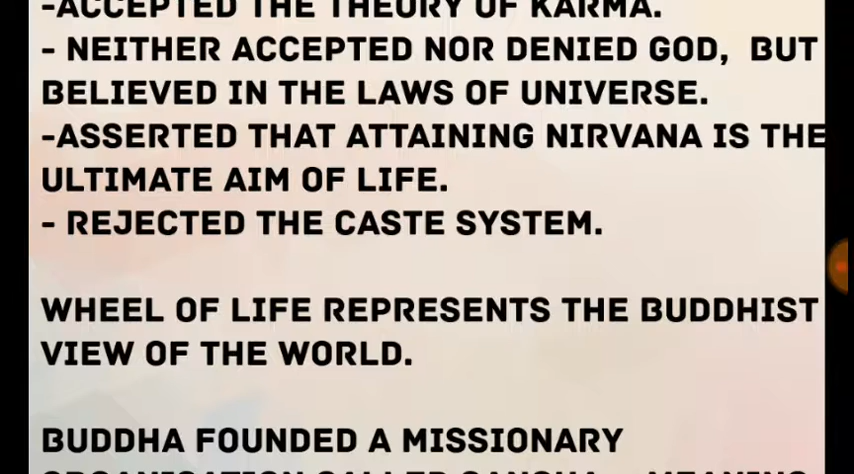 -ACCEPTED THE THEORY OF KARMA.
- NEITHER ACCEPTED NOR DENIED GOD, BUT
BELIEVED IN THE LAWS OF UNIVERSE.
-ASSERTED THAT ATTAINING NIRVANA IS THE
ULTIMATE AIM OF LIFE.
- REJECTED THE CASTE SYSTEM.
WHEEL OF LIFE REPRESENTS THE BUDDHIST
VIEW OF THE WORLD.
BUDDHA FOUNDED A MISSIONARY